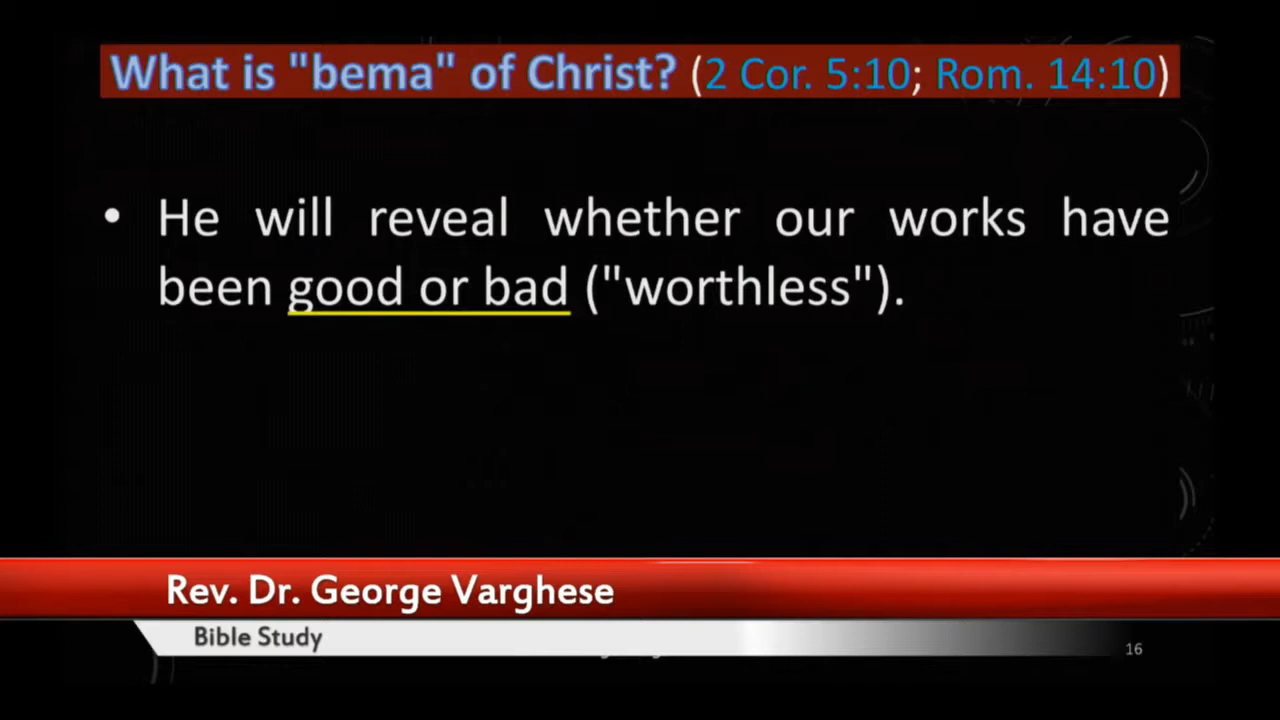 What is "bema" of Christ? (2 Cor. 5:10; Rom. 14:10)
• He will reveal whether our works have
been good or bad ("worthless").
Rev. Dr. George Varghese
Bible Study
16